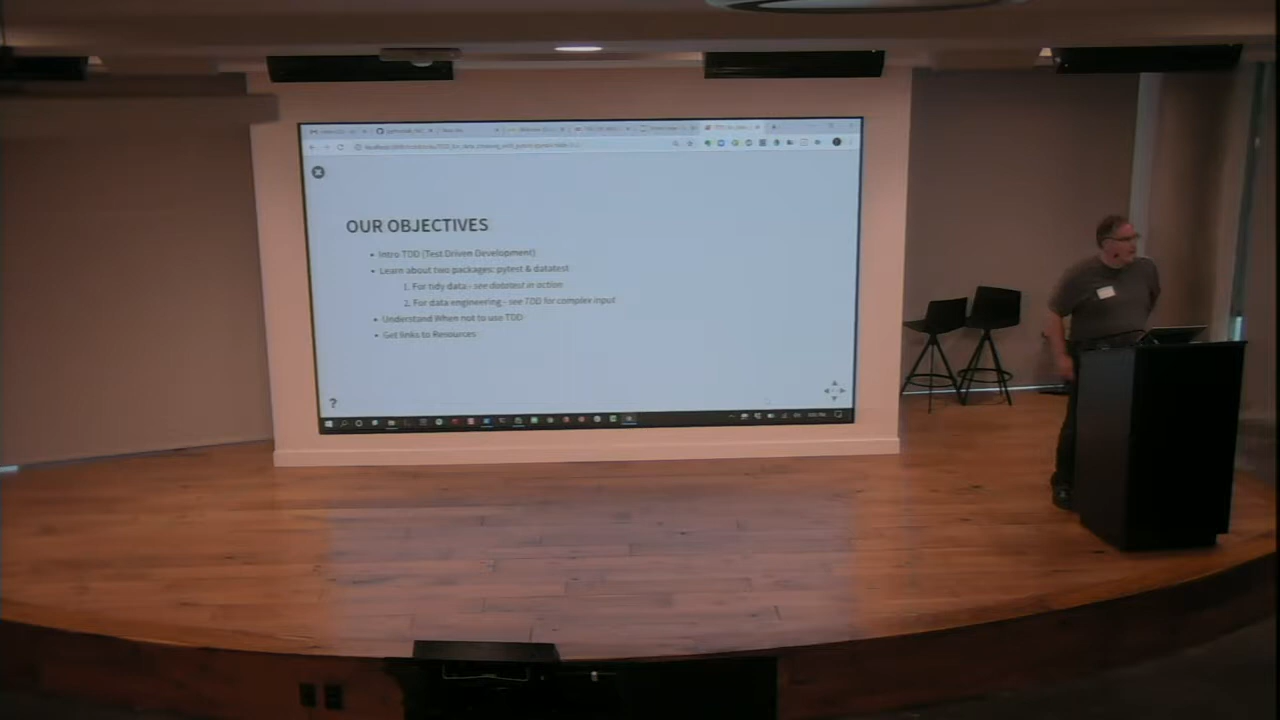 OUR OBJECTIVES
• Intro TDD (Test Driven Development)
• Learn about two packages: pytest & datatest
1. For tidy data - see datatest in action
2. For data engineering - see TDD for complex input
• Understand When not to use TDD
• Get links to Resources
?